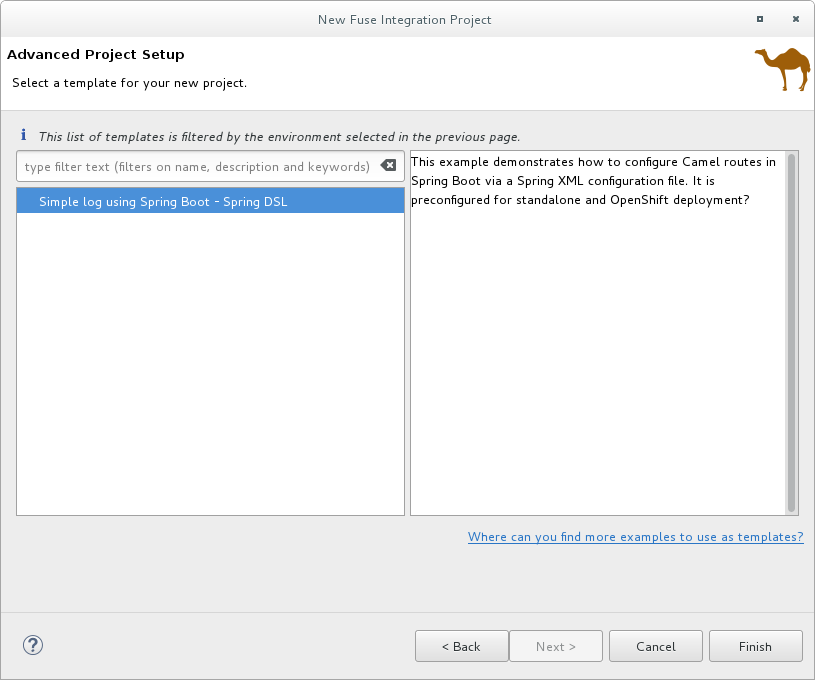 New Fuse Integration Project
Advanced Project Setup
Select a template for your new project.
This list of templates is filtered by the environment selected in the previous page.
type filter text (filters on name, description and keywords)
Simple log using Spring Boot - Spring DSL
This example demonstrates how to configure Camel routes in
Spring Boot via a Spring XML configuration file. It is
preconfigured for standalone and OpenShift deployment?
Where can you find more examples to use as templates?
< Back
Next >
Cancel
Finish